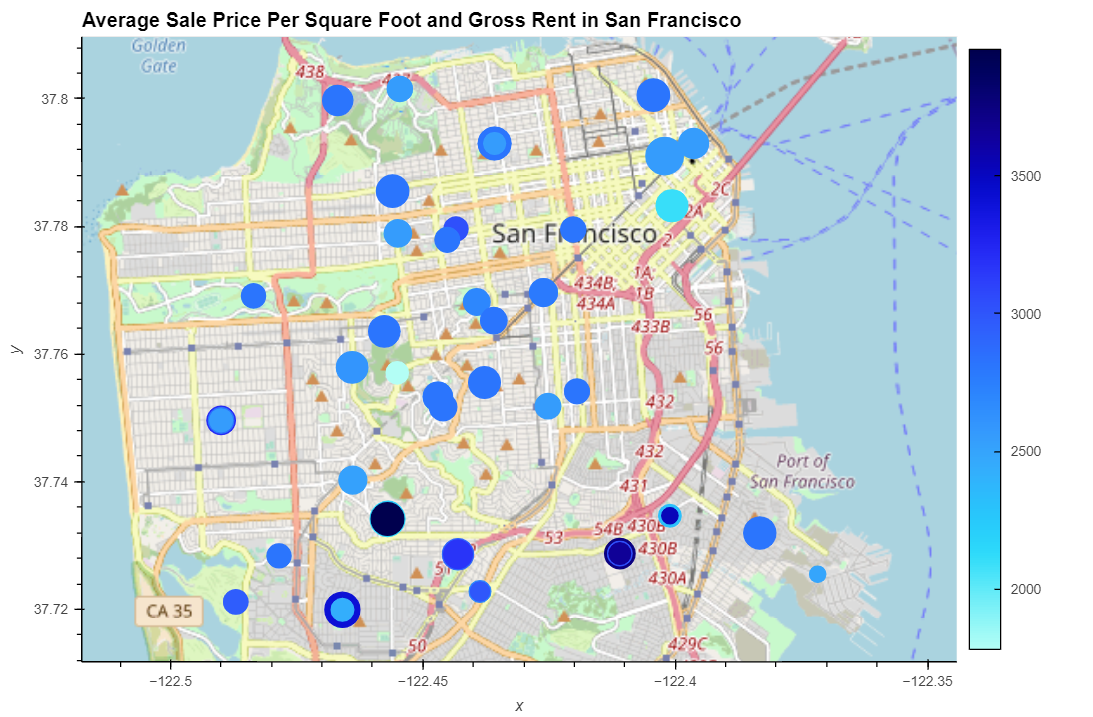 Average Sale Price Per Square Foot and Gross Rent in San Francisco
Golden
Gate
438
37.8
3500
2C
2A
37.78
San Francisco
2
1A
434B,
1B
434A
56
3000
433B
y
37.76
56
432
2500
432
Port of
San Francisco
37.74
431
54B
430B
53
430B
430A
2000
CA 35
37.72
50
429C
−122.5
−122.45
−122.4
−122.35
x